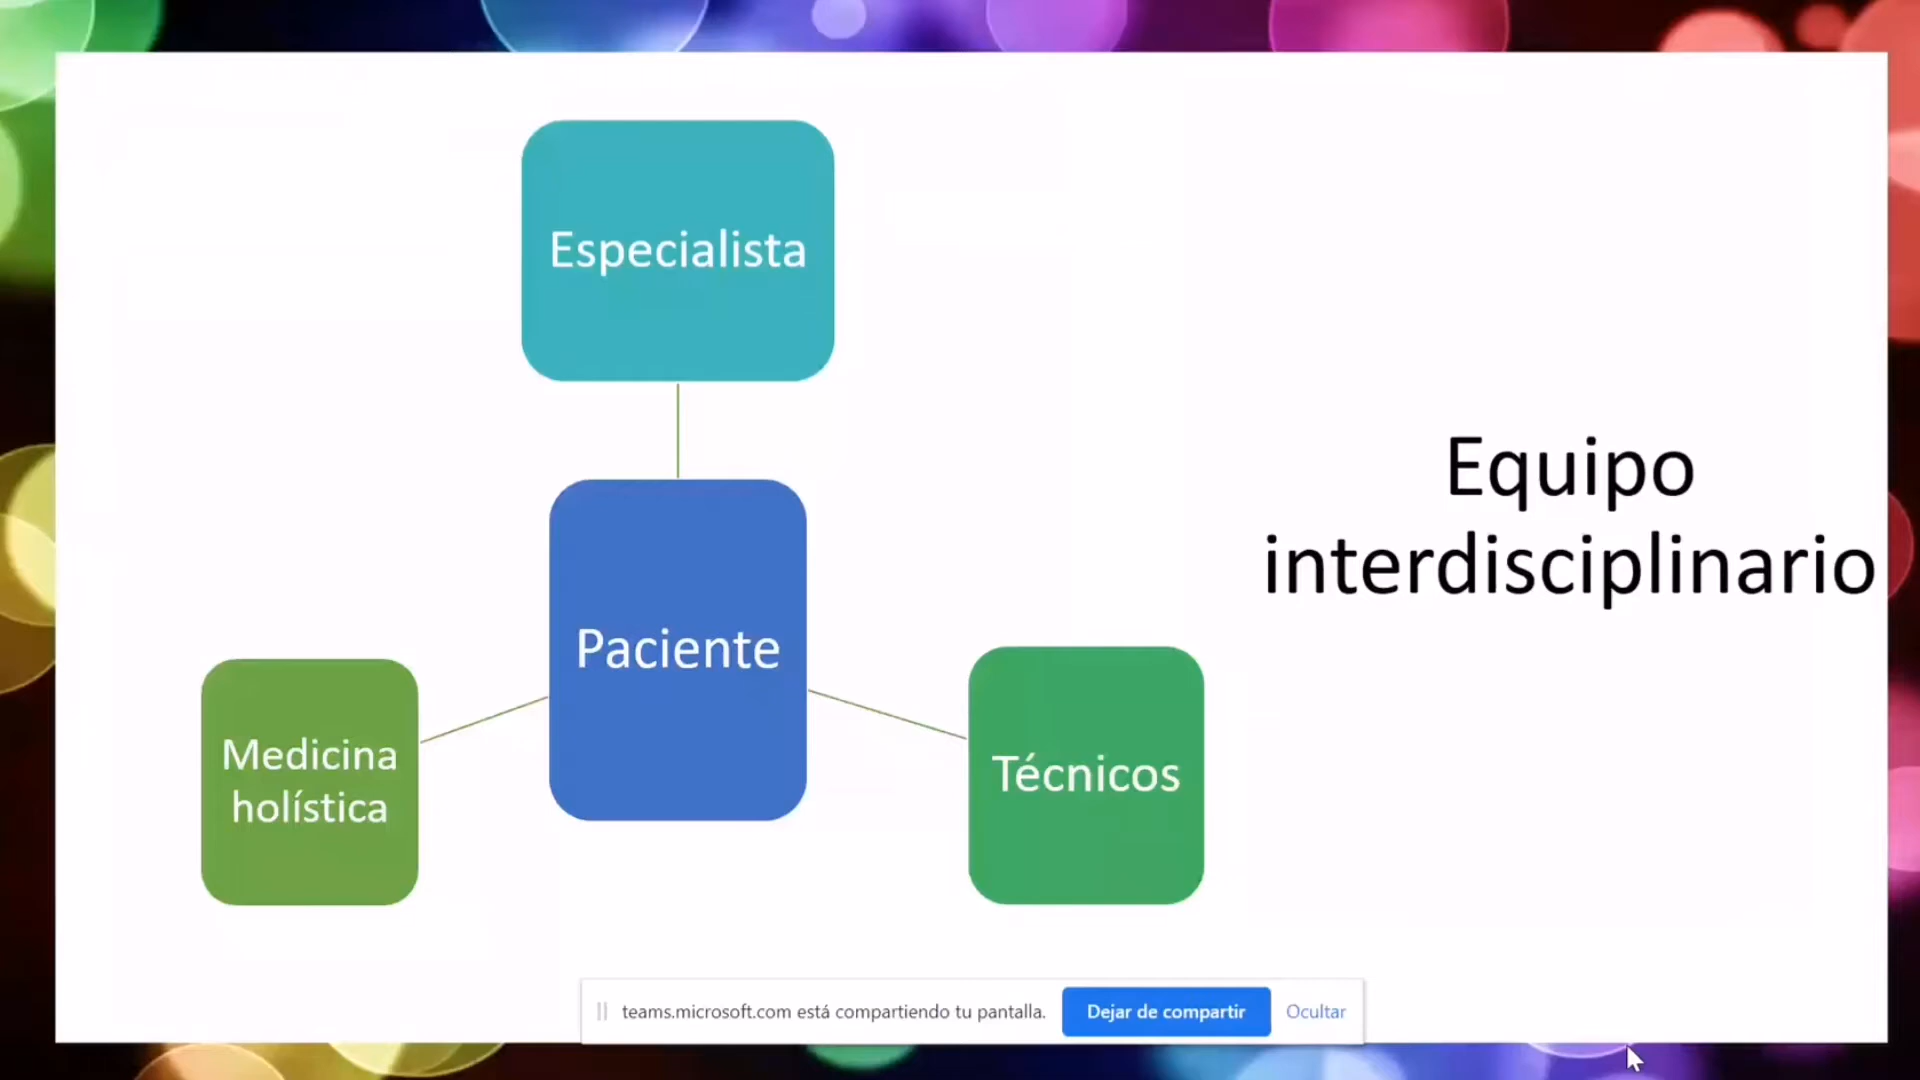 Especialista
Equipo
interdisciplinario
Paciente
Medicina
holística
Técnicos
teams.microsoft.com está compartiendo tu pantalla.
Dejar de compartir
Ocultar